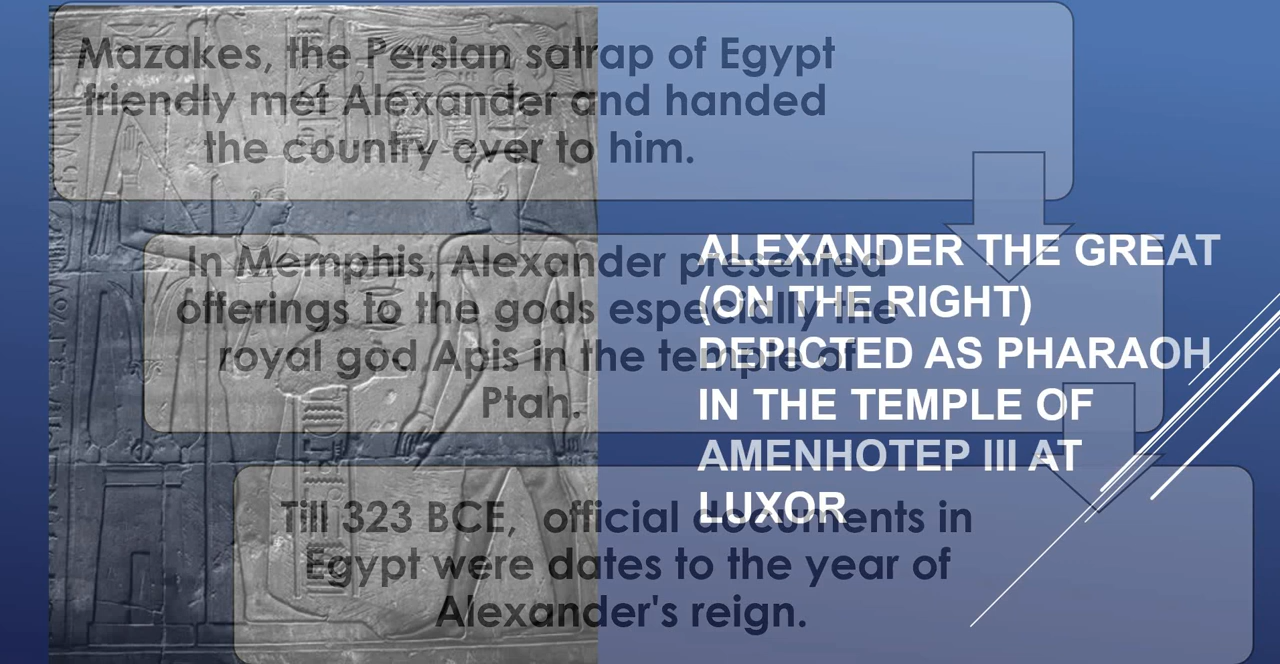 Mazakes, the Persian satrap of Egypt
friendly met Alexander and handed
the country over to him.
In Memphis, Alexander presented
offerings to the gods especially the
royal god Apis in the temple of
Ptah.
Till 323 BCE,  official documents in
Egypt were dates to the year of
Alexander's reign.
ALEXANDER THE GREAT
(ON THE RIGHT)
DEPICTED AS PHARAOH
IN THE TEMPLE OF
AMENHOTEP III AT
LUXOR